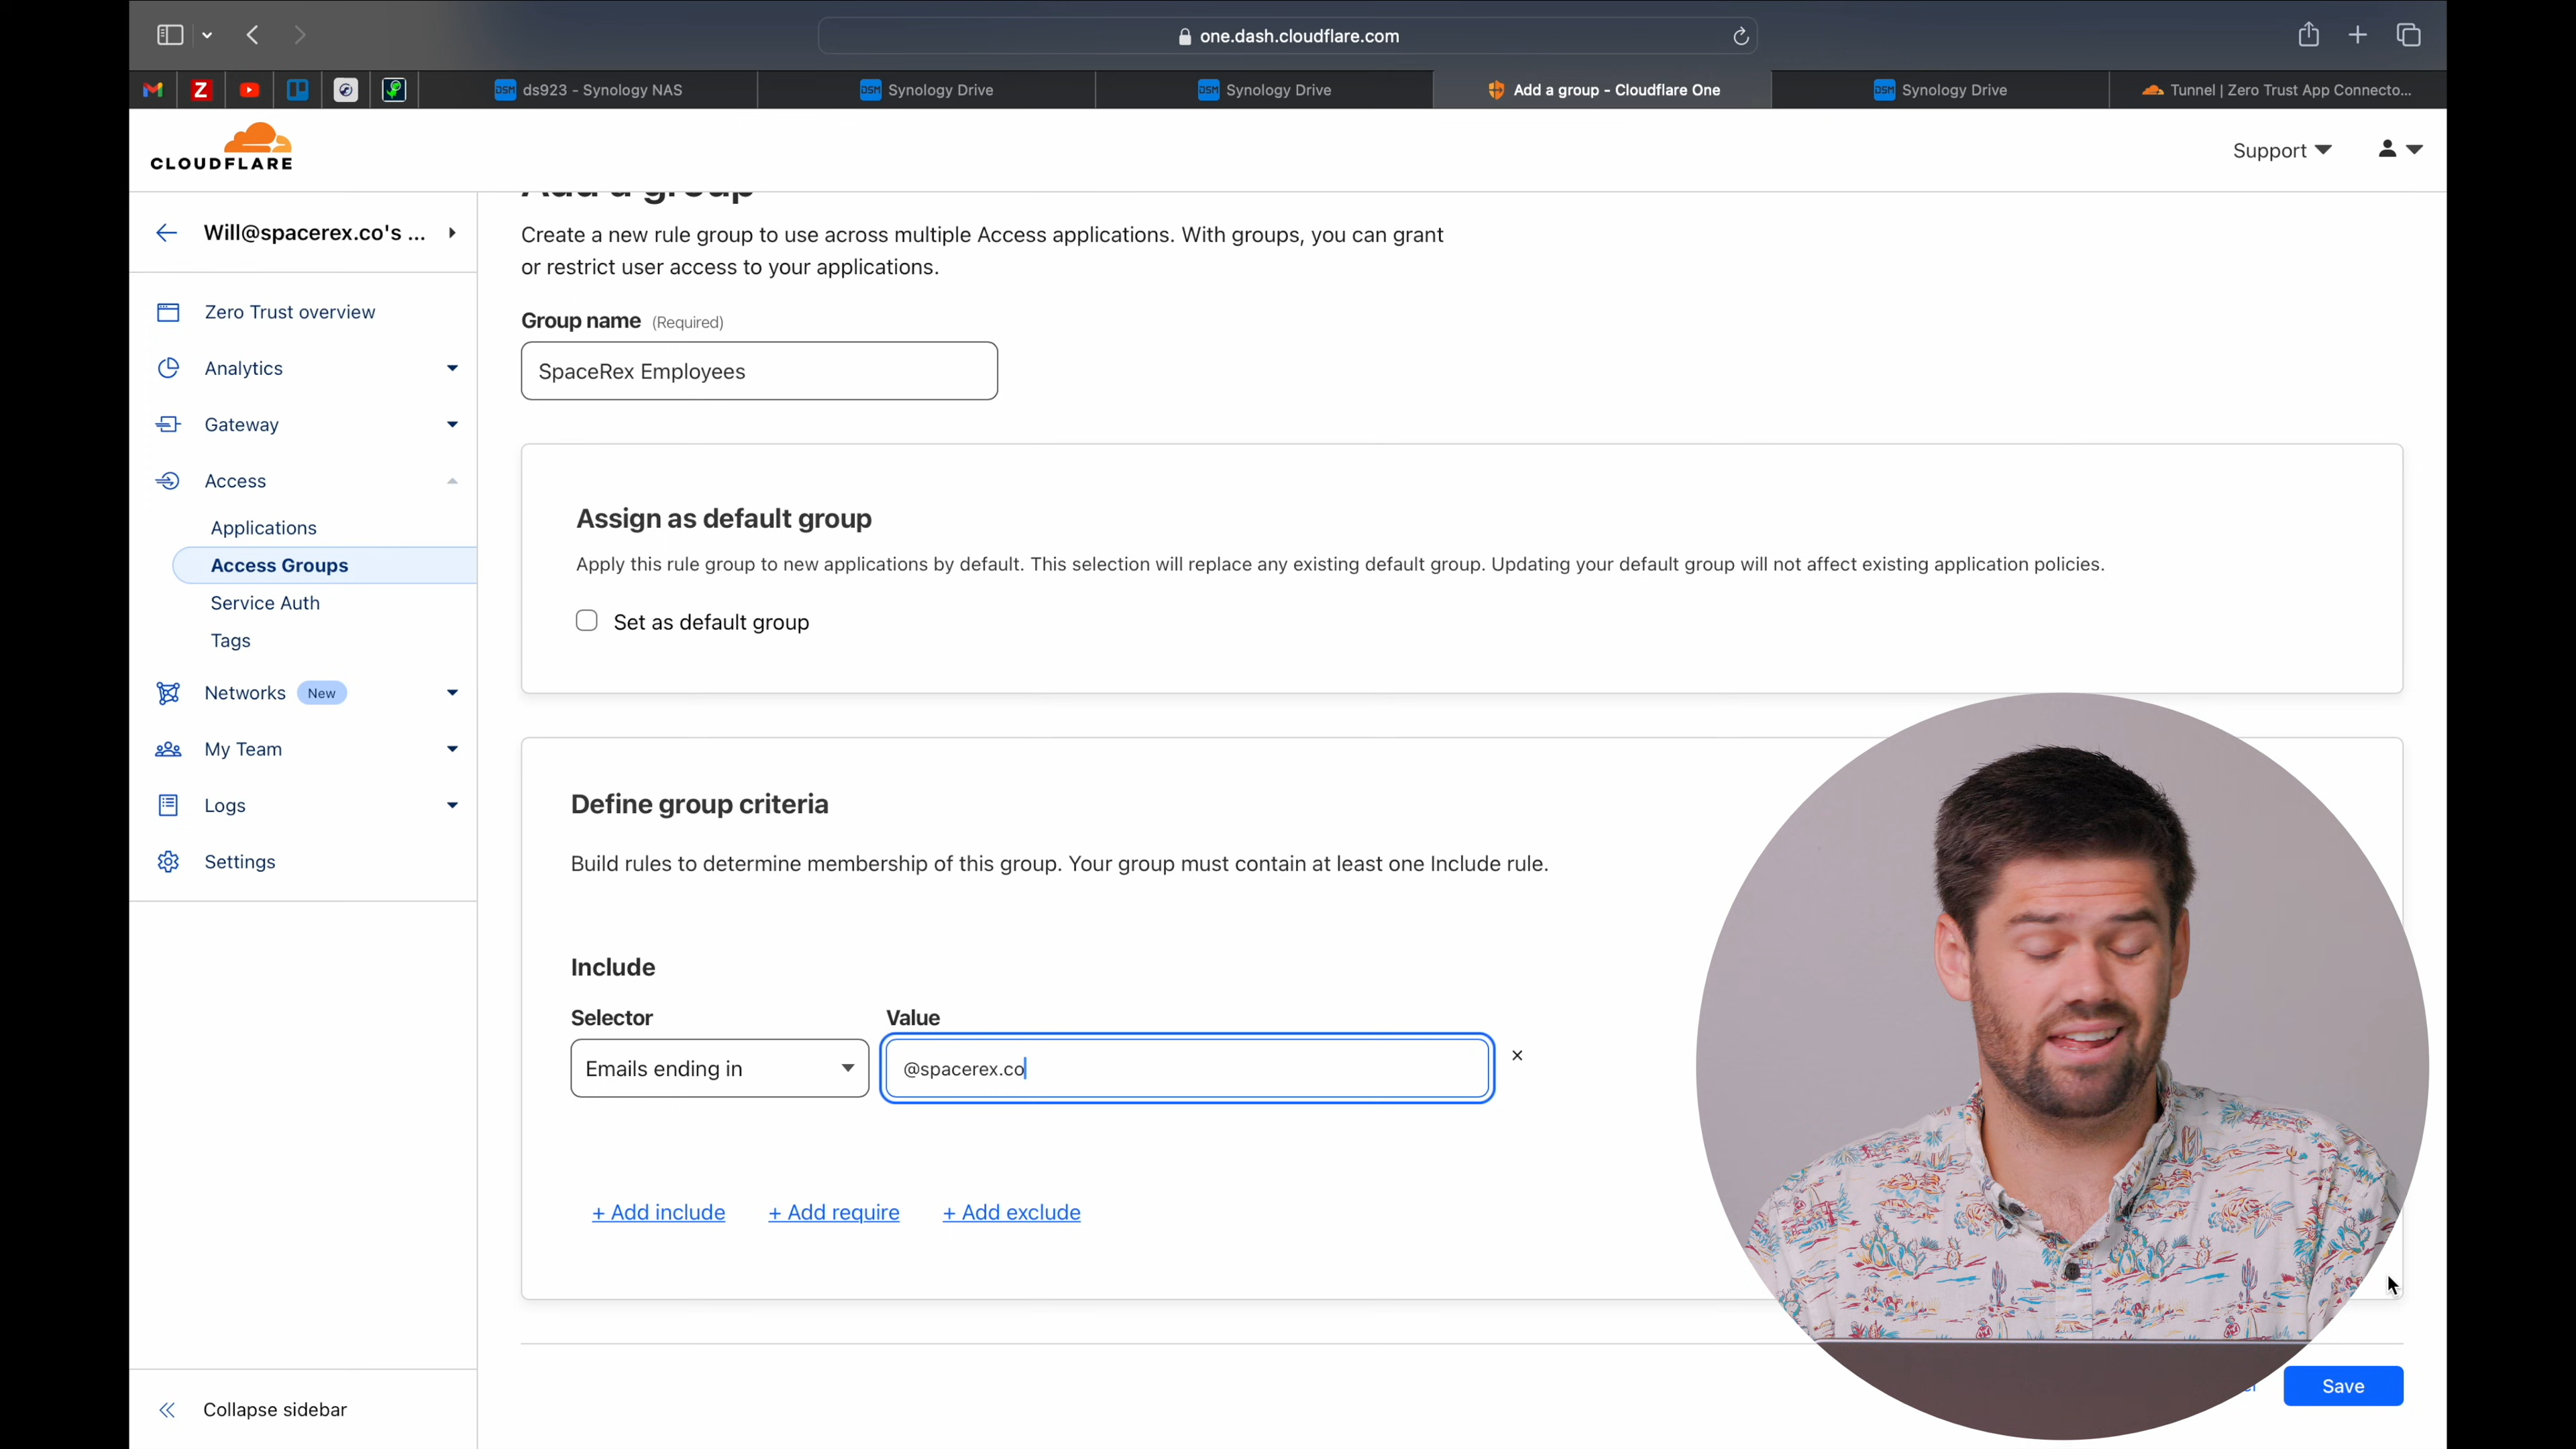 one.dash.cloudflare.com
Z
DSM ds923 - Synology NAS
DSM Synology Drive
DSM Synology Drive
Add a group - Cloudflare One
DSM Synology Drive
Tunnel | Zero Trust App Connecto...
CLOUDFLARE
Support
Will@spacerex.co's ...
Zero Trust overview
Analytics
Gateway
Access
Applications
Access Groups
Service Auth
Tags
Networks New
My Team
Logs
Settings
Collapse sidebar
Add a group
Create a new rule group to use across multiple Access applications. With groups, you can grant
or restrict user access to your applications.
Group name (Required)
SpaceRex Employees
Assign as default group
Apply this rule group to new applications by default. This selection will replace any existing default group. Updating your default group will not affect existing application policies.
Set as default group
Define group criteria
Build rules to determine membership of this group. Your group must contain at least one Include rule.
Include
Selector
Value
Emails ending in
@spacerex.co
+ Add include
+ Add require
+ Add exclude
Save